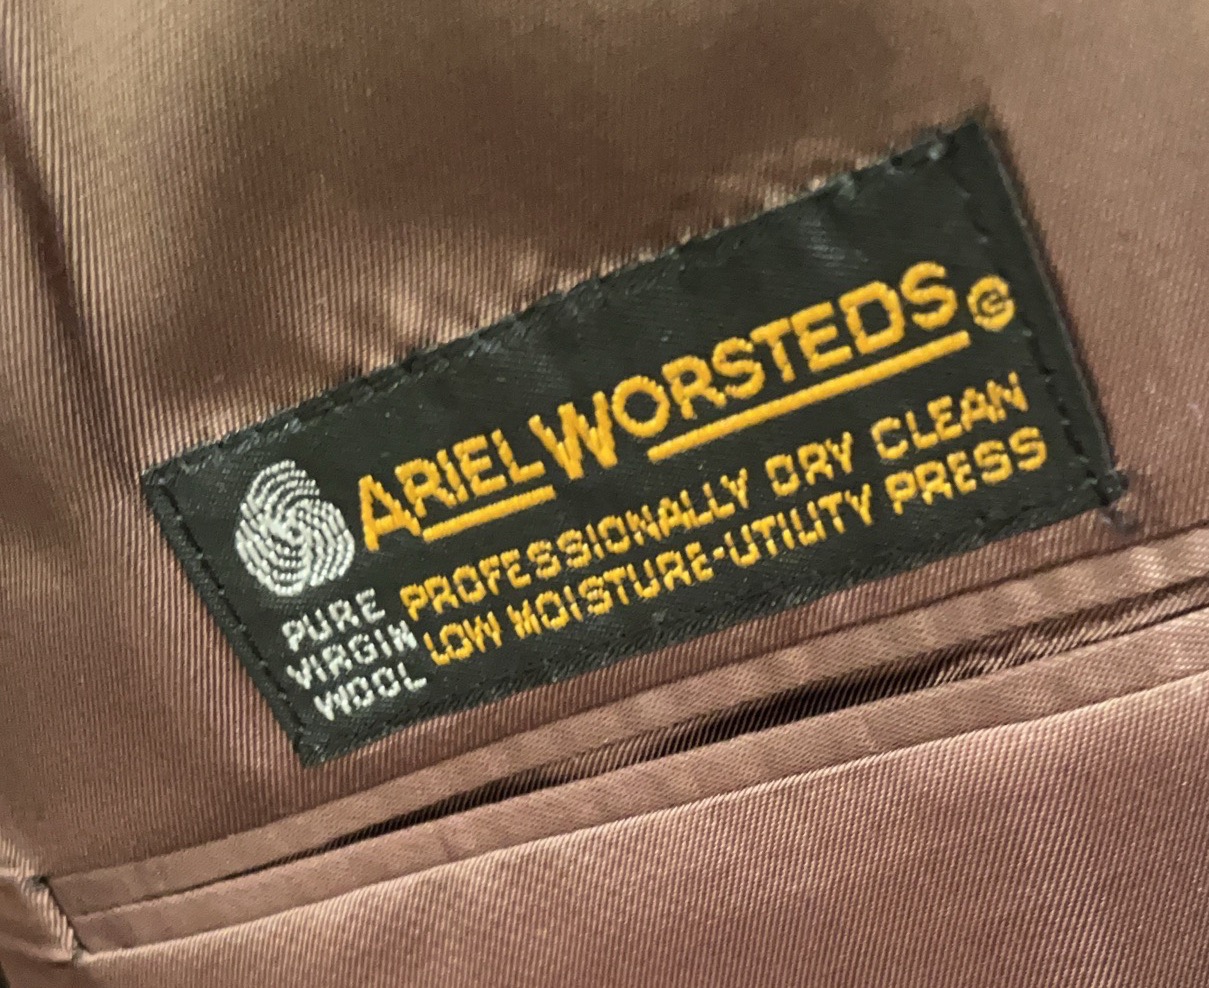 ARIEL WORSTEDS ©
PROFESSIONALLY DRY CLEAN
LOW MOISTURE-UTILITY PRESS
PURE
VIRGIN
WOOL